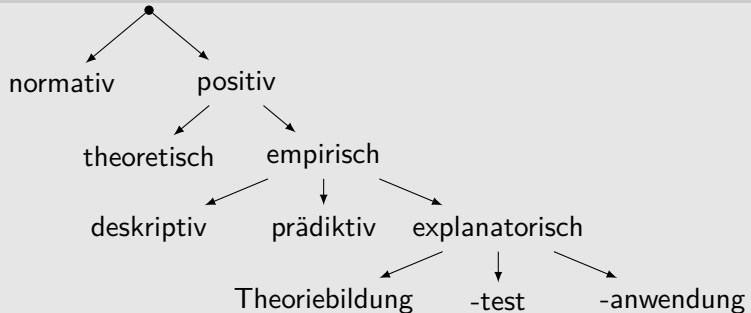 normativ positiv
theoretisch empirisch
deskriptiv prädiktiv explanatorisch
Theoriebildung -test -anwendung